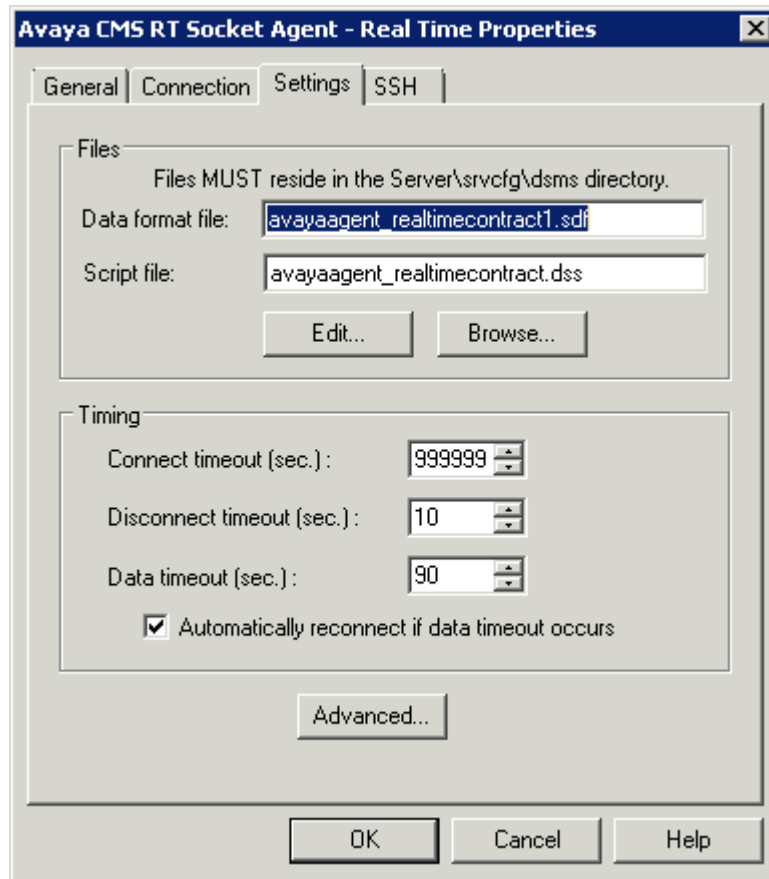 Avaya CMS RT Socket Agent - Real Time Properties
General Connection Settings SSH
Files
Files MUST reside in the Server\srvcfg\dsms directory.
Data format file: avayaagent_realtimecontract1.sdf
Script file: avayaagent_realtimecontract.dss
Edit... Browse...
Timing
Connect timeout (sec.) : 999999
Disconnect timeout (sec.) : 10
Data timeout (sec.) : 90
Automatically reconnect if data timeout occurs
Advanced...
OK Cancel Help